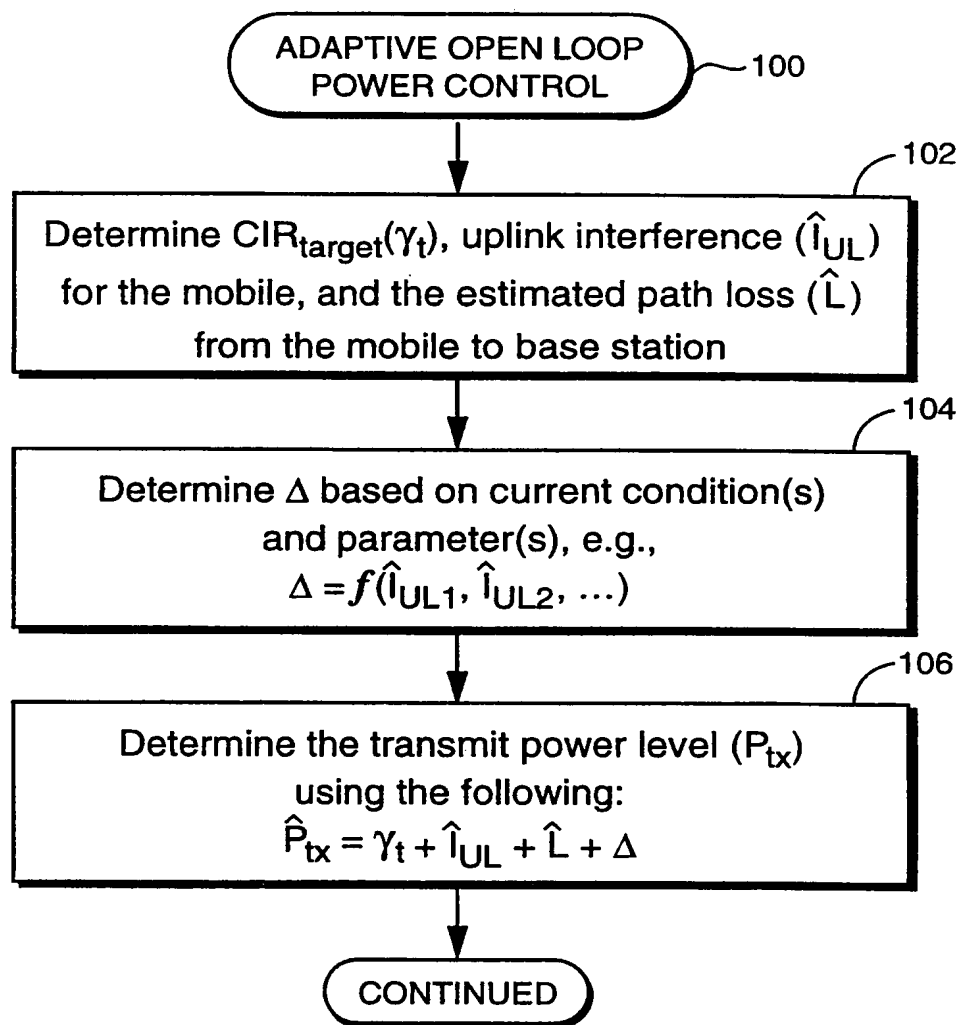 ADAPTIVE OPEN LOOP
POWER CONTROL
100
102
Determine CIR_target(γ_t), uplink interference (Î_UL)
for the mobile, and the estimated path loss (L̂)
from the mobile to base station
104
Determine Δ based on current condition(s)
and parameter(s), e.g.,
Δ = f(Î_UL1, Î_UL2, ...)
106
Determine the transmit power level (P_tx)
using the following:
P̂_tx = γ_t + Î_UL + L̂ + Δ
CONTINUED